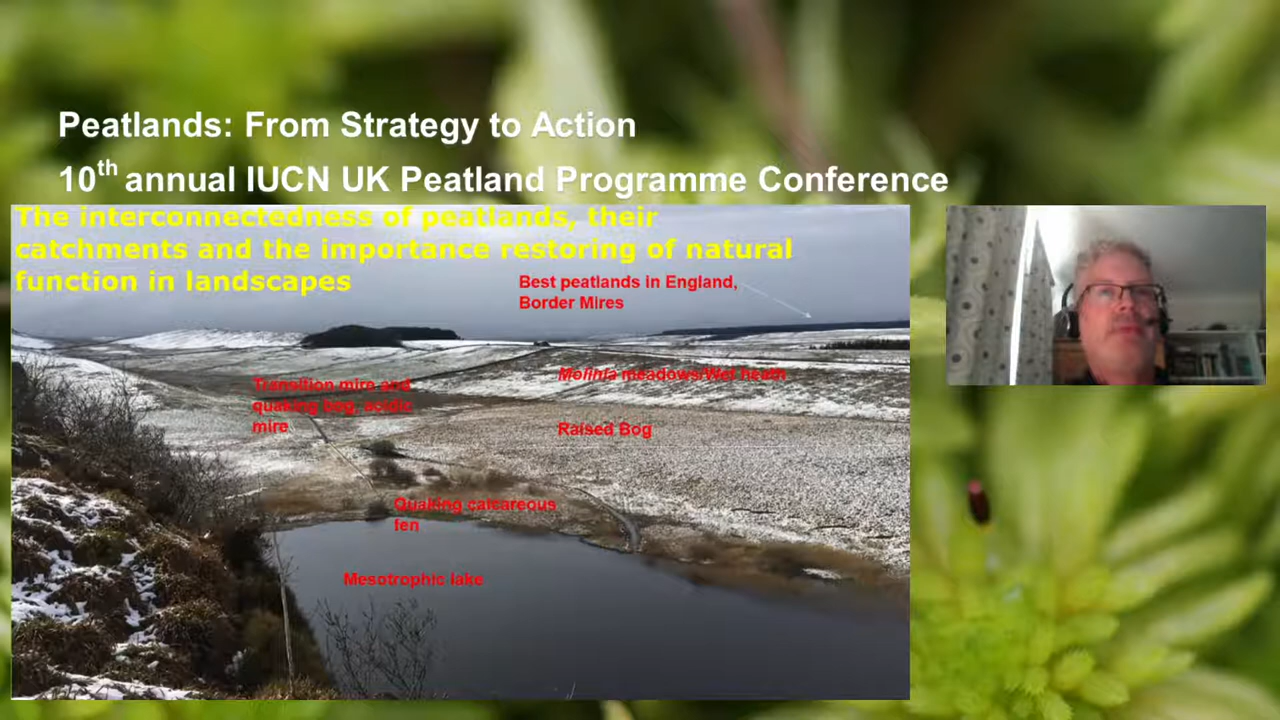 Peatlands: From Strategy to Action
10th annual IUCN UK Peatland Programme Conference
The interconnectedness of peatlands, their
catchments and the importance restoring of natural
function in landscapes
Best peatlands in England,
Border Mires
Molinia meadows/Wet heath
Transition mire and
quaking bog, acidic
mire
Raised Bog
Quaking calcareous
fen
Mesotrophic lake